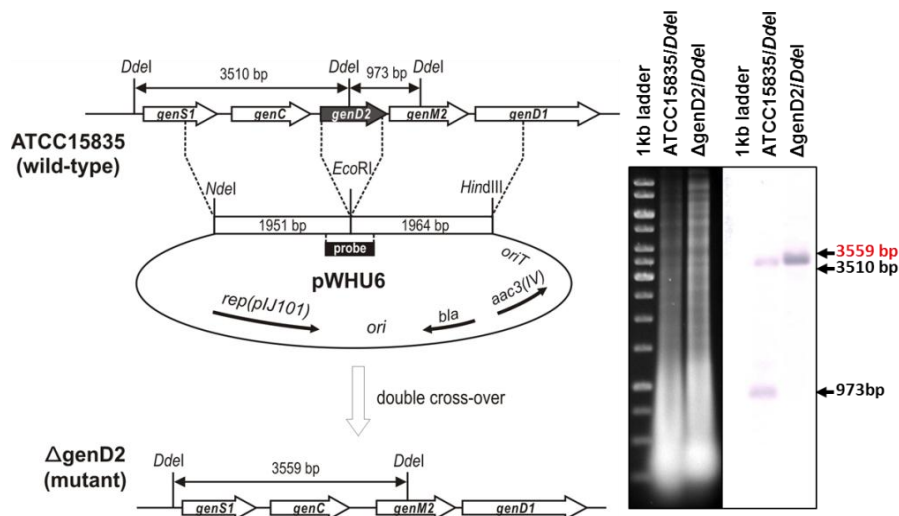 DdeI
3510 bp
DdeI
973 bp
DdeI
genS1
genC
genD2
genM2
genD1
ATCC15835
(wild-type)
NdeI
EcoRI
HindIII
1951 bp
1964 bp
probe
pWHU6
oriT
rep(pIJ101)
ori
bla
aac3(IV)
double cross-over
ΔgenD2
(mutant)
DdeI
3559 bp
DdeI
genS1
genC
genM2
genD1
1kb ladder
ATCC15835/DdeI
ΔgenD2/DdeI
1kb ladder
ATCC15835/DdeI
ΔgenD2/DdeI
3559 bp
3510 bp
973bp